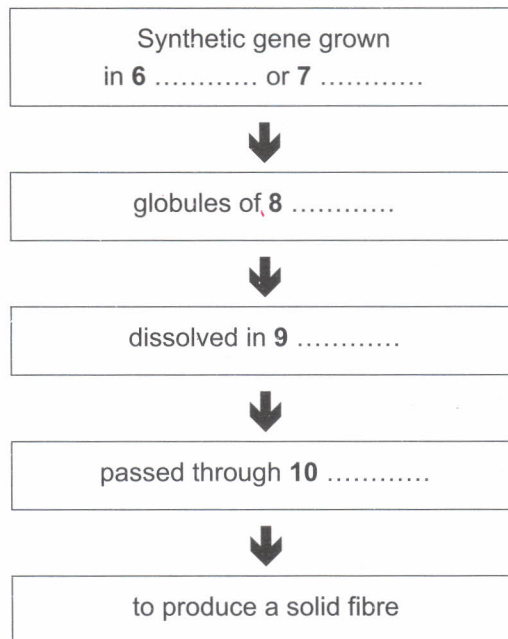 Synthetic gene grown
in 6 ............ or 7 ............
globules of 8 ............
dissolved in 9 ............
passed through 10 ............
to produce a solid fibre